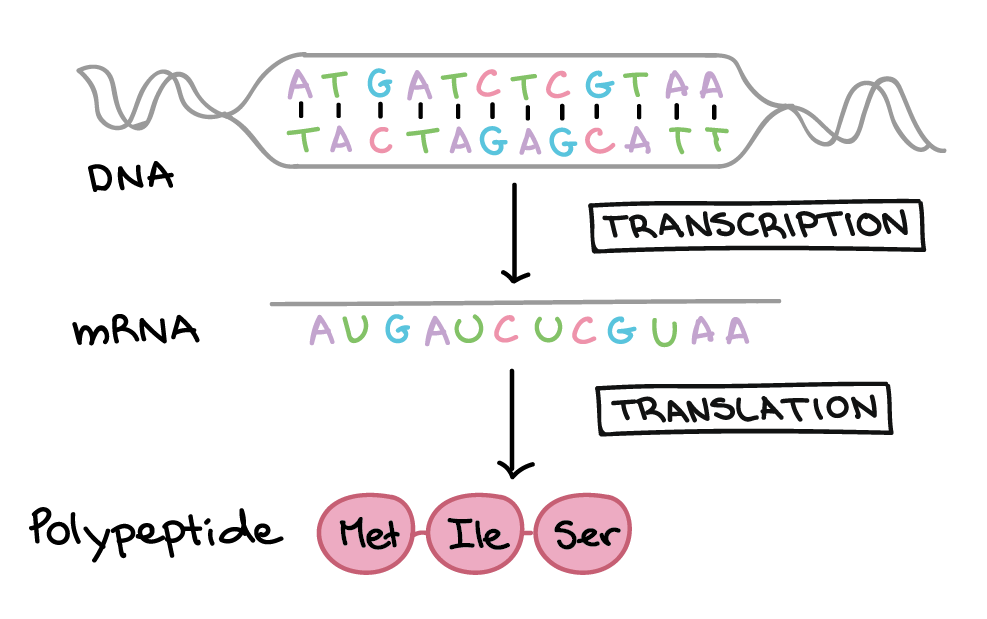 ATGATCTCGTAA
TACTAGAGCATT
DNA
TRANSCRIPTION
mRNA AUGAUCUCGUAA
TRANSLATION
Polypeptide Met Ile Ser